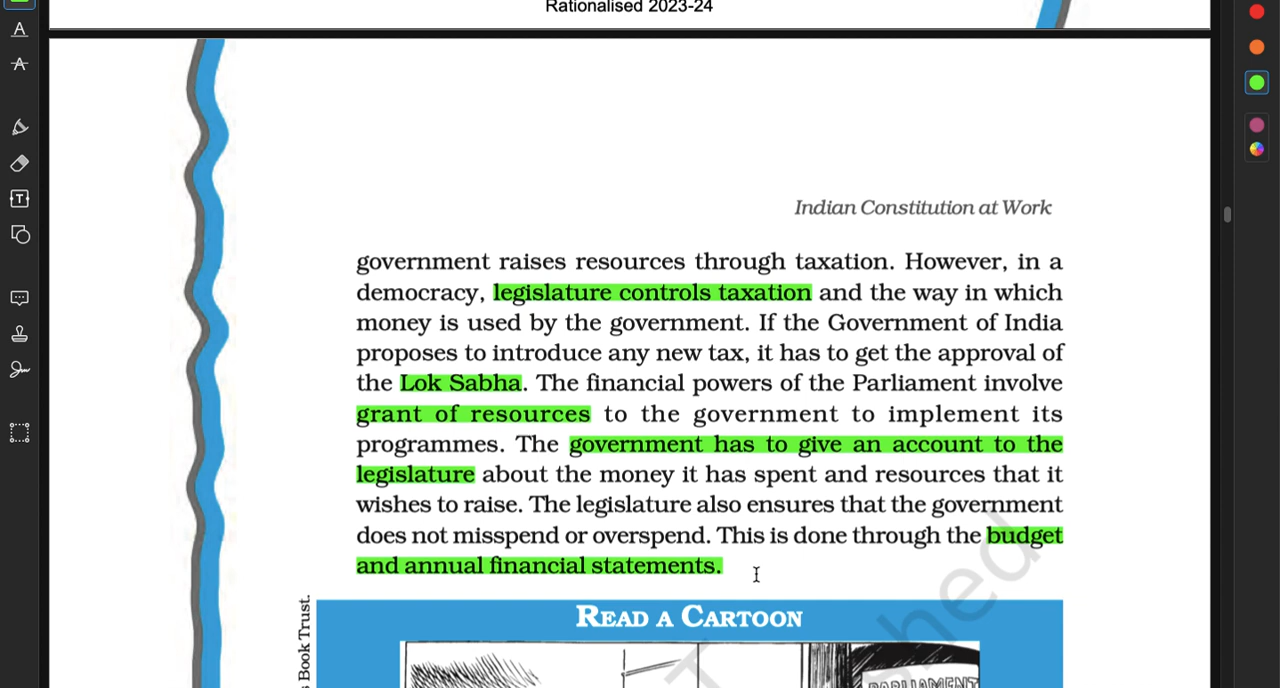 Rationalised 2023-24
Indian Constitution at Work
government raises resources through taxation. However, in a
democracy, legislature controls taxation and the way in which
money is used by the government. If the Government of India
proposes to introduce any new tax, it has to get the approval of
the Lok Sabha. The financial powers of the Parliament involve
grant of resources to the government to implement its
programmes. The government has to give an account to the
legislature about the money it has spent and resources that it
wishes to raise. The legislature also ensures that the government
does not misspend or overspend. This is done through the budget
and annual financial statements.
READ A CARTOON
Book Trust.
PARLIAMENT